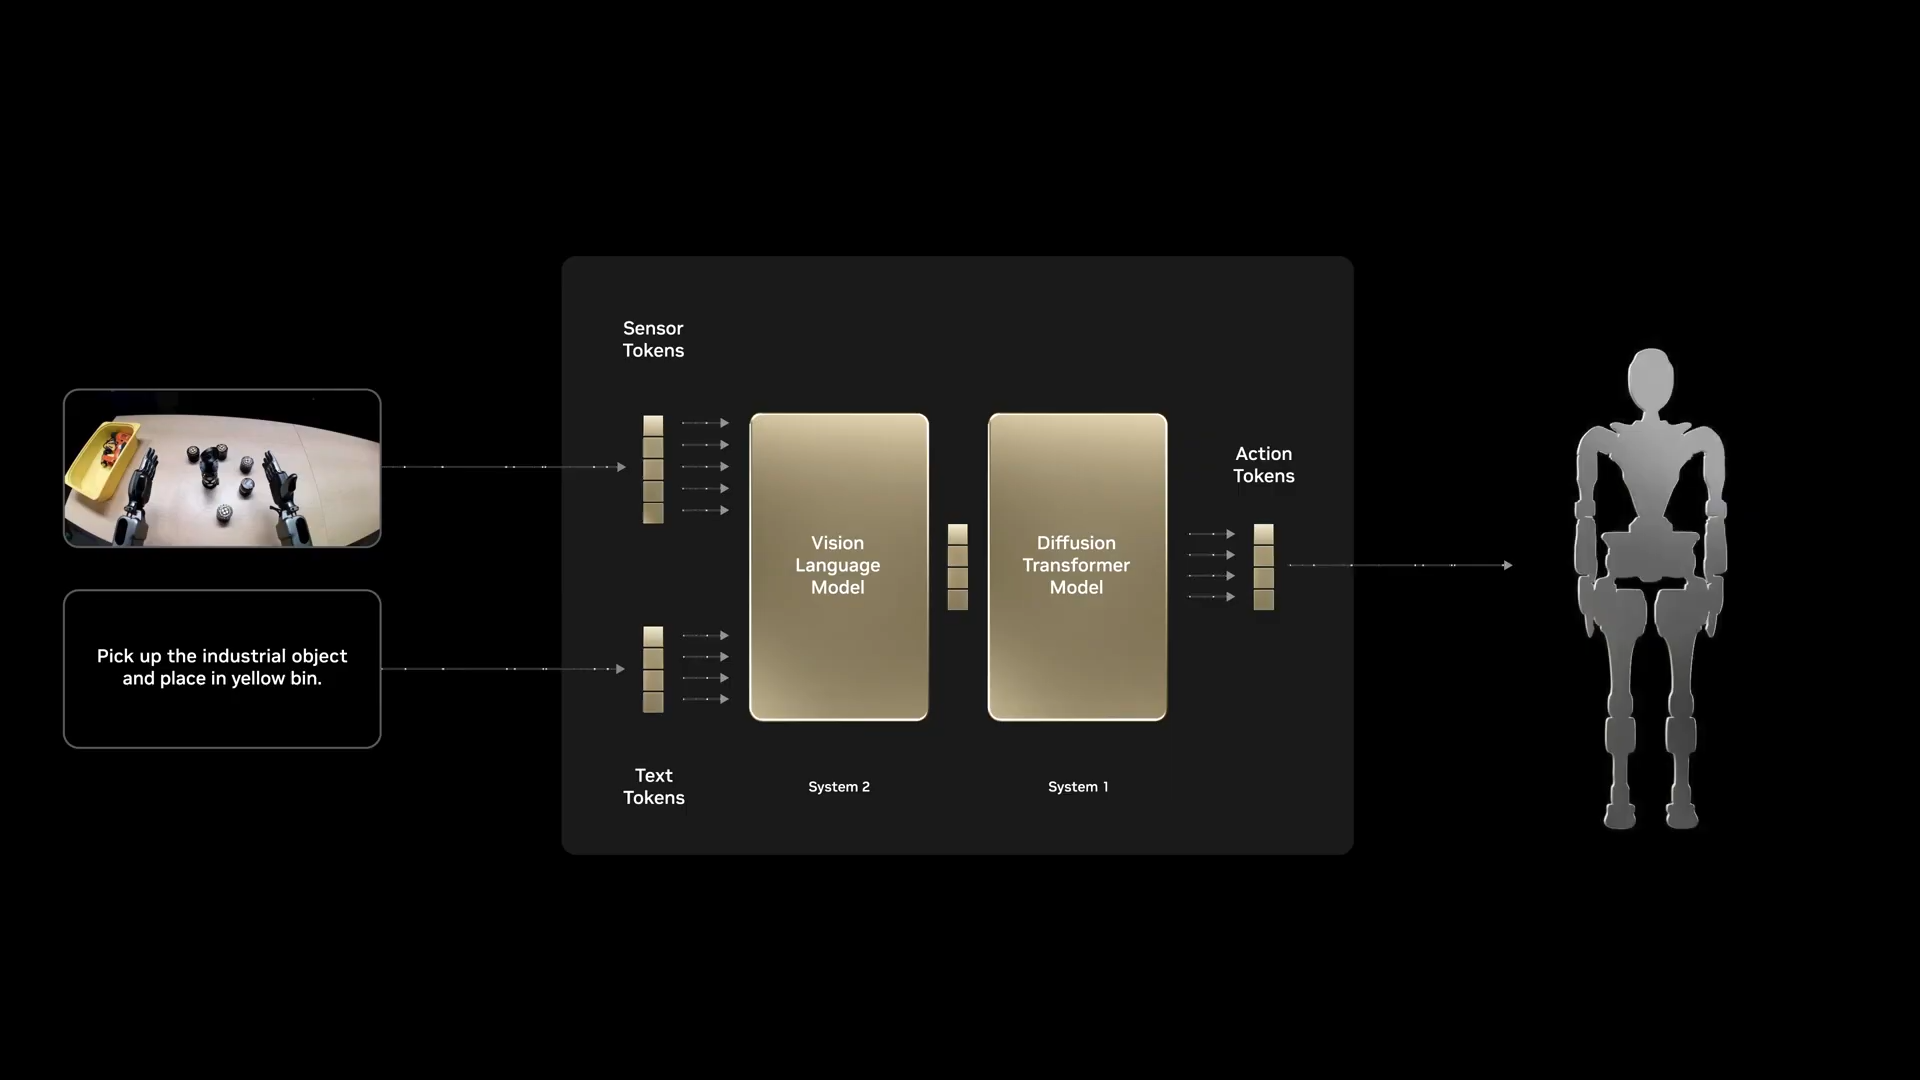 Sensor
Tokens
Action
Tokens
Vision
Language
Model
Diffusion
Transformer
Model
Pick up the industrial object
and place in yellow bin.
Text
Tokens
System 2
System 1